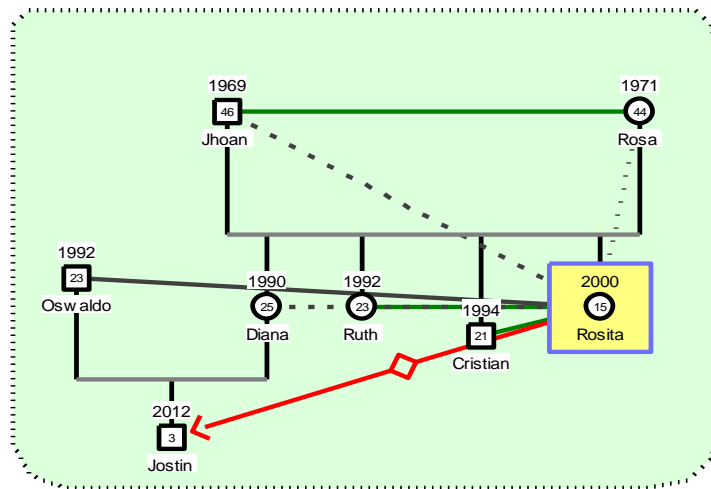 1969
46
Jhoan
1971
44
Rosa
1992
23
Oswaldo
1990
25
Diana
1992
23
Ruth
1994
21
Cristian
2000
15
Rosita
2012
3
Jostin